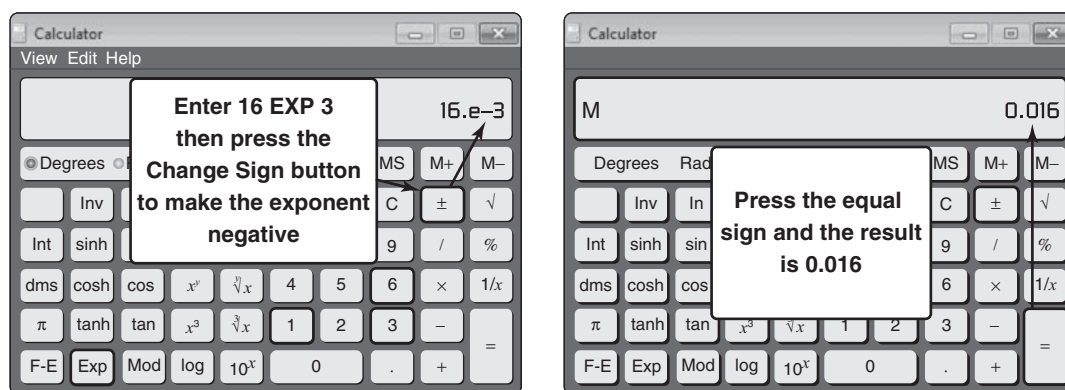 Calculator
View Edit Help
16.e–3
Enter 16 EXP 3
then press the
Change Sign button
to make the exponent
negative
Degrees MS M+ M–
Inv C ± √
Int sinh 9 / %
dms cosh cos xʸ ʸ√x 4 5 6 × 1/x
π tanh tan x³ ³√x 1 2 3 – =
F-E Exp Mod log 10ˣ 0 . +
Calculator
M 0.016
Press the equal
sign and the result
is 0.016
Degrees Rad MS M+ M–
Inv In C ± √
Int sinh sin 9 / %
dms cosh cos 6 × 1/x
π tanh tan x³ ³√x 1 2 3 – =
F-E Exp Mod log 10ˣ 0 . +